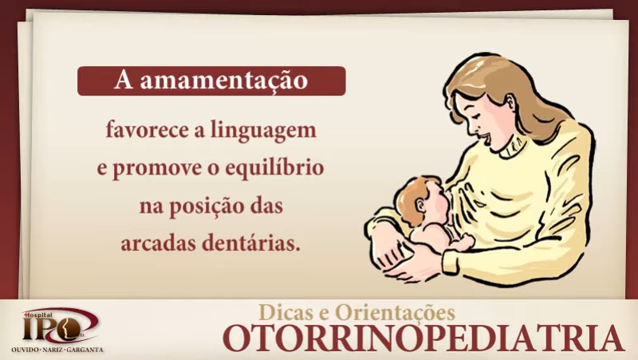 A amamentação
favorece a linguagem
e promove o equilíbrio
na posição das
arcadas dentárias.
Dicas e Orientações
OTORRINOPEDIATRIA
Hospital
IPO
OUVIDO • NARIZ • GARGANTA